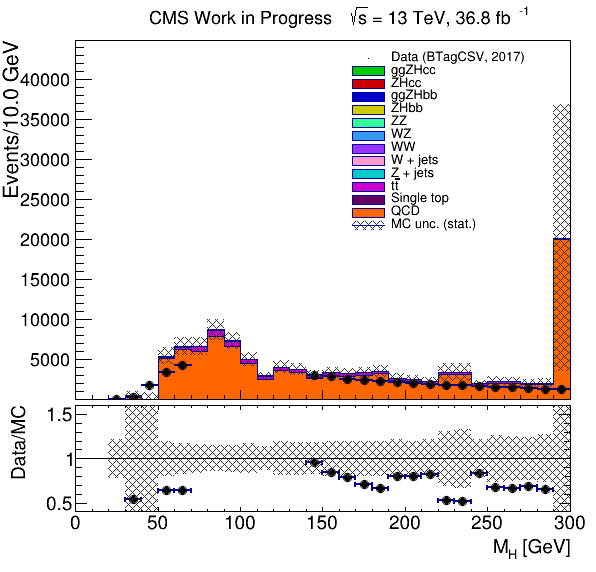 CMS Work in Progress √s = 13 TeV, 36.8 fb -1
Events/10.0 GeV
40000
35000
30000
25000
20000
15000
10000
5000
Data (BTagCSV, 2017)
ggZHcc
ZHcc
ggZHbb
ZHbb
ZZ
WZ
WW
W + jets
Z + jets
tt̄
Single top
QCD
MC unc. (stat.)
Data/MC
1.5
1
0.5
0 50 100 150 200 250 300
M_H [GeV]